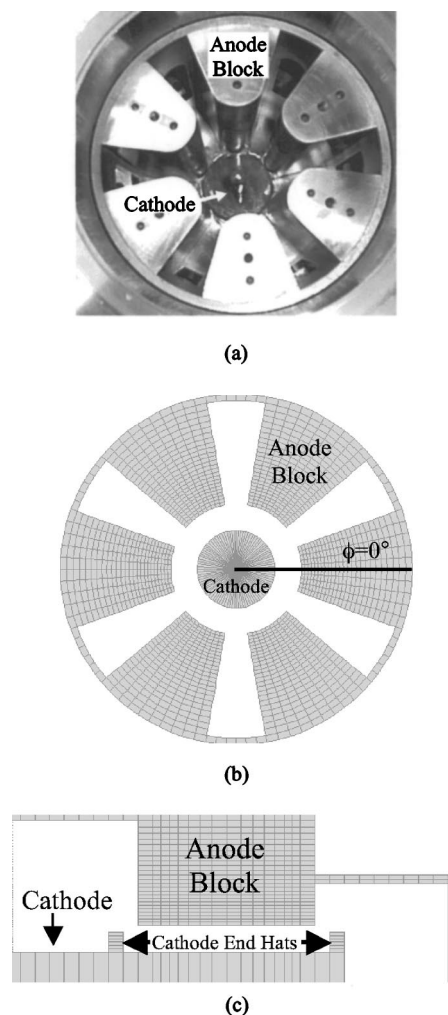 Anode
Block
Cathode
(a)
Anode
Block
ϕ=0°
Cathode
(b)
Anode
Block
Cathode
Cathode End Hats
(c)